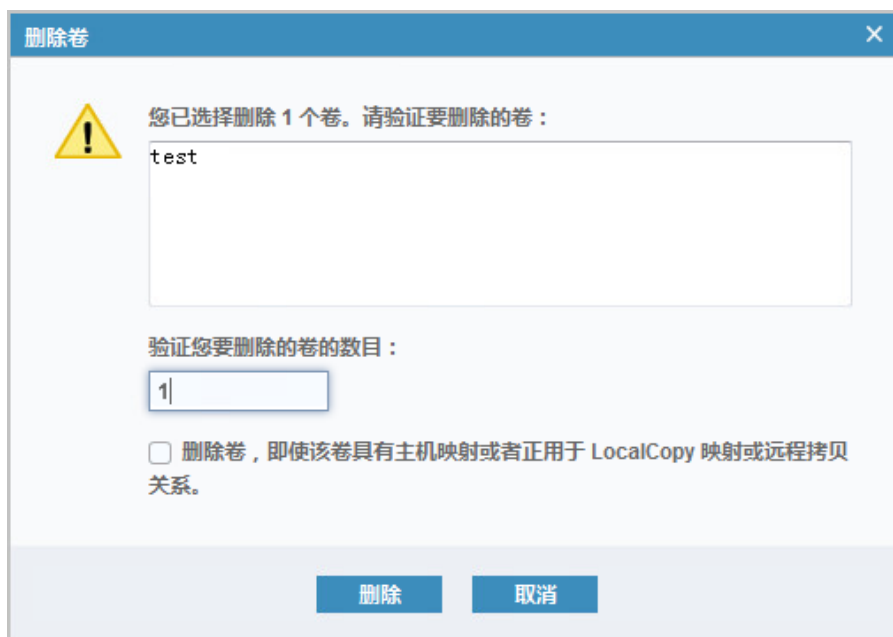 删除卷
您已选择删除 1 个卷。请验证要删除的卷：
test
验证您要删除的卷的数目：
1
删除卷，即使该卷具有主机映射或者正用于 LocalCopy 映射或远程拷贝
关系。
删除 取消